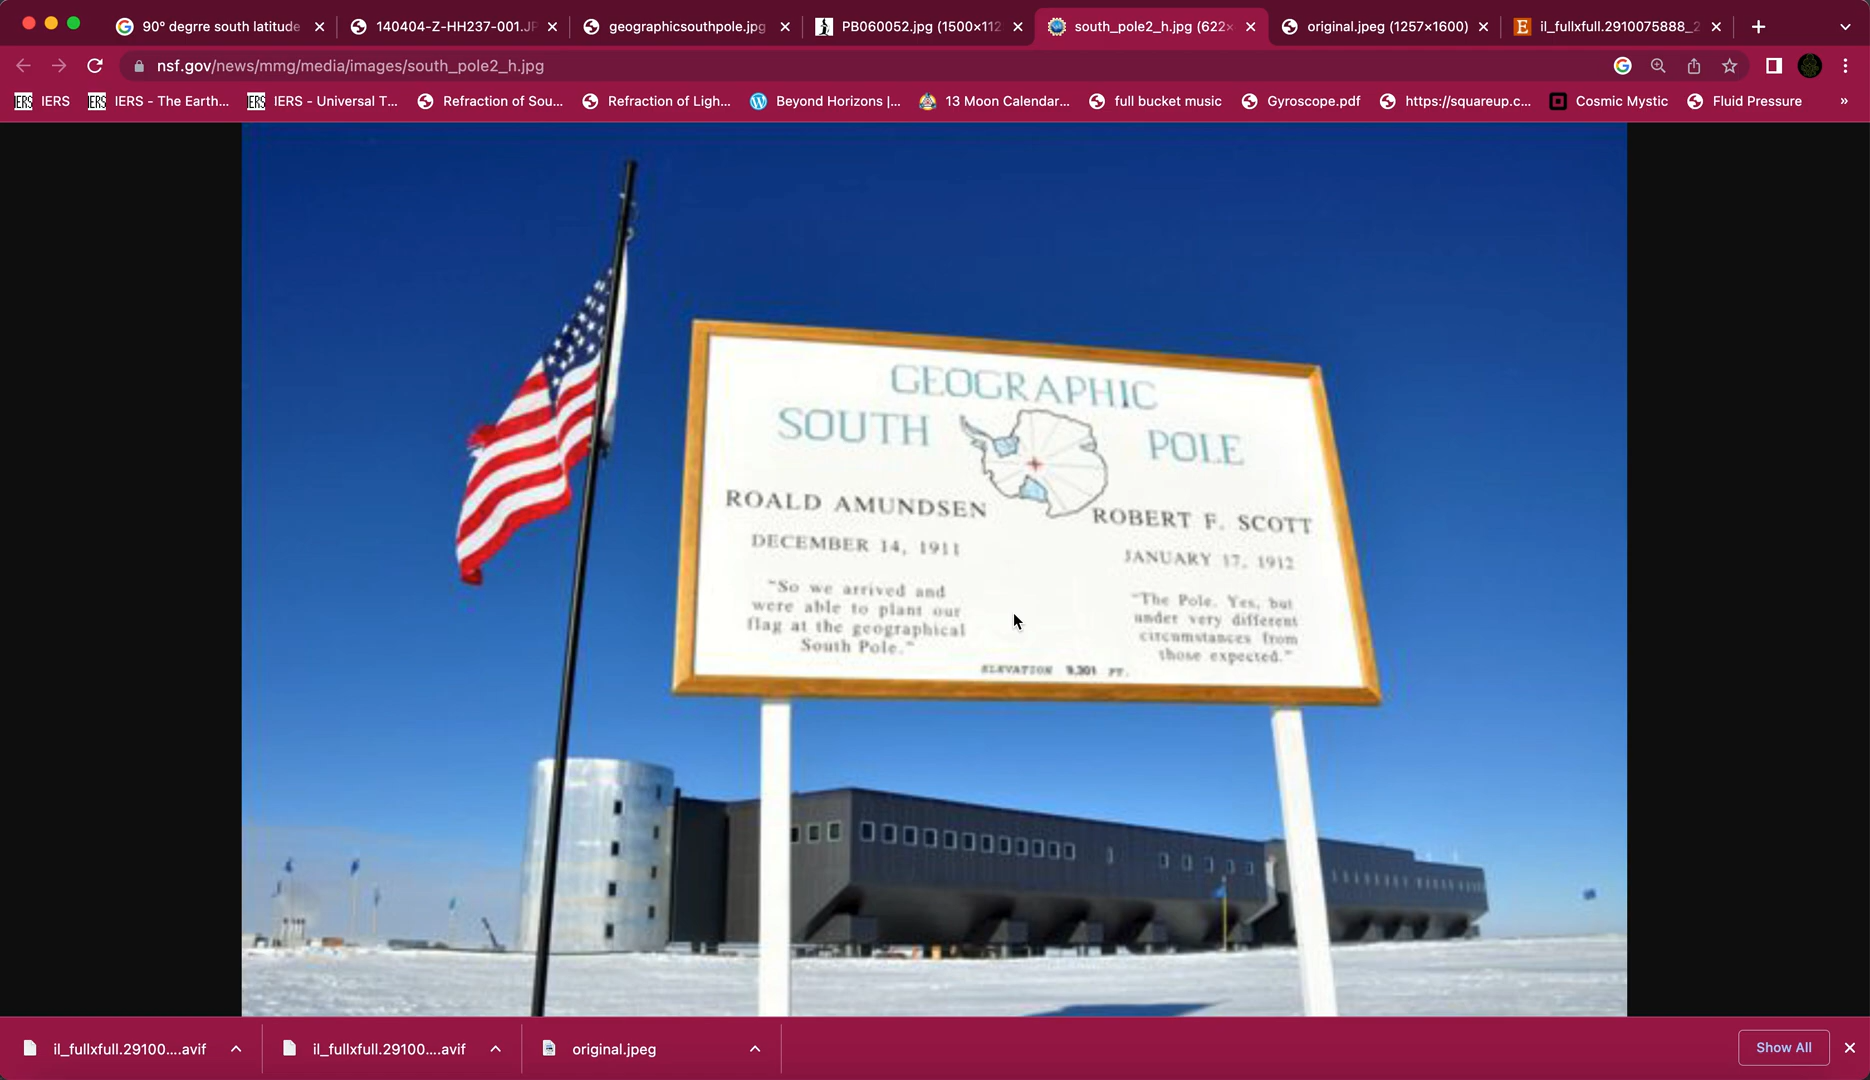 90° degrre south latitude
140404-Z-HH237-001.JP
geographicsouthpole.jpg
PB060052.jpg (1500×112
south_pole2_h.jpg (622×
original.jpeg (1257×1600)
il_fullxfull.2910075888_2
nsf.gov/news/mmg/media/images/south_pole2_h.jpg
IERS IERS
IERS IERS - The Earth...
IERS IERS - Universal T...
Refraction of Sou...
Refraction of Ligh...
Beyond Horizons |...
13 Moon Calendar...
full bucket music
Gyroscope.pdf
https://squareup.c...
Cosmic Mystic
Fluid Pressure
»
GEOGRAPHIC
SOUTH POLE
ROALD AMUNDSEN
DECEMBER 14, 1911
"So we arrived and
were able to plant our
flag at the geographical
South Pole."
ROBERT F. SCOTT
JANUARY 17, 1912
"The Pole. Yes, but
under very different
circumstances from
those expected."
ELEVATION 9,301 FT.
il_fullxfull.29100....avif
il_fullxfull.29100....avif
original.jpeg
Show All